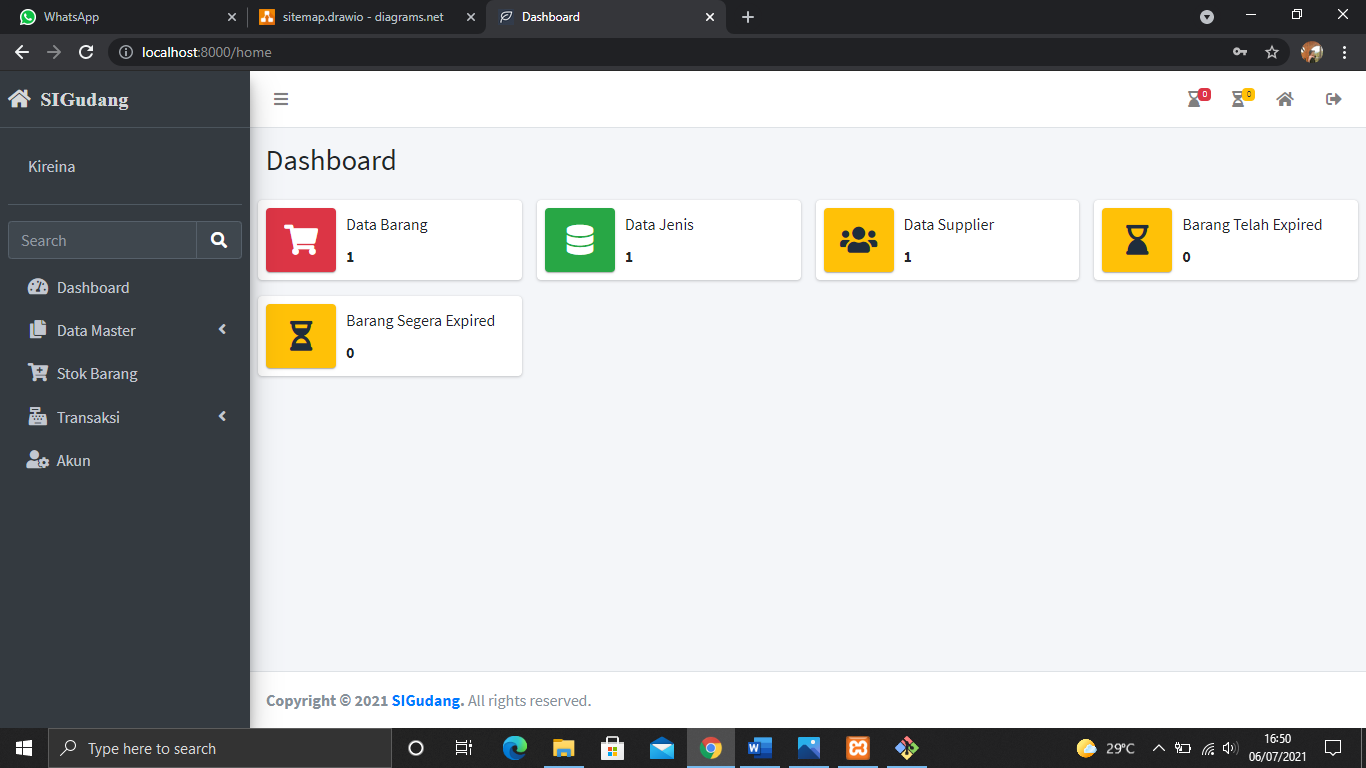 WhatsApp
sitemap.drawio - diagrams.net
Dashboard
localhost:8000/home
SIGudang
0
0
Kireina
Dashboard
Search
Data Barang
1
Data Jenis
1
Data Supplier
1
Barang Telah Expired
0
Dashboard
Data Master
Stok Barang
Transaksi
Akun
Barang Segera Expired
0
Copyright © 2021 SIGudang. All rights reserved.
Type here to search
29°C
16:50
06/07/2021